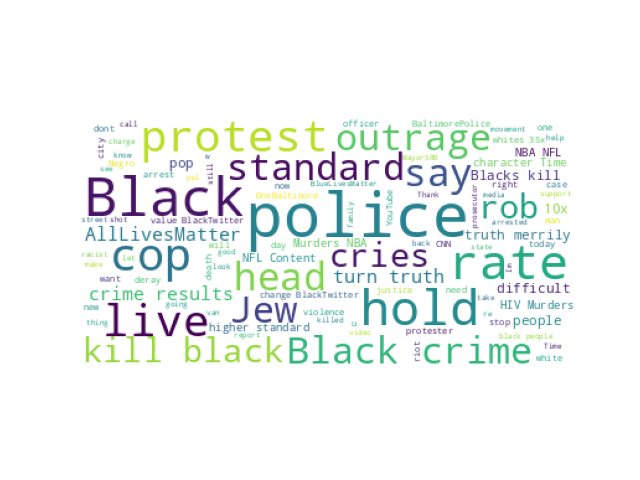 dont call officer BaltimorePolice movement one
city charge protest outrage whites 35x help
know w NBA NFL
see Negro pop still standard say MayorSRB character Time
arrest ppl Blacks kill
Black now BlueLivesMatter Thank right case
OneBaltimore police YouTube prosecutor rob 10x support
street shot value BlackTwitter family arrested man
AllLivesMatter will day Murders NBA back CNN state truth merrily today
racist cop good cries rate
make let deray death look NFL Content turn truth Im
want head justice need difficult
crime results change BlackTwitter take HIV Murders
new going live van Jew violence u hold re stop people
thing higher standard killed video protester
report black people Time
kill black Black crime riot white
media